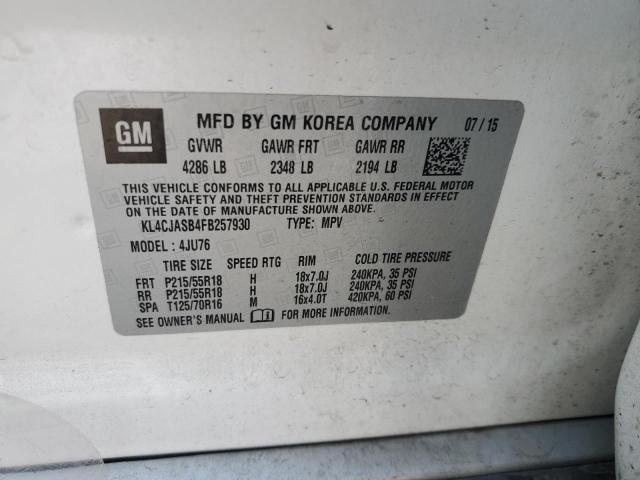 GM MFD BY GM KOREA COMPANY 07/15
GVWR GAWR FRT GAWR RR
4286 LB 2348 LB 2194 LB
THIS VEHICLE CONFORMS TO ALL APPLICABLE U.S. FEDERAL MOTOR
VEHICLE SAFETY AND THEFT PREVENTION STANDARDS IN EFFECT
ON THE DATE OF MANUFACTURE SHOWN ABOVE.
KL4CJASB4FB257930 TYPE: MPV
MODEL: 4JU76
TIRE SIZE SPEED RTG RIM COLD TIRE PRESSURE
FRT P215/55R18 H 18x7.0J 240KPA, 35 PSI
RR P215/55R18 H 18x7.0J 240KPA, 35 PSI
SPA T125/70R16 M 16x4.0T 420KPA, 60 PSI
SEE OWNER'S MANUAL FOR MORE INFORMATION.